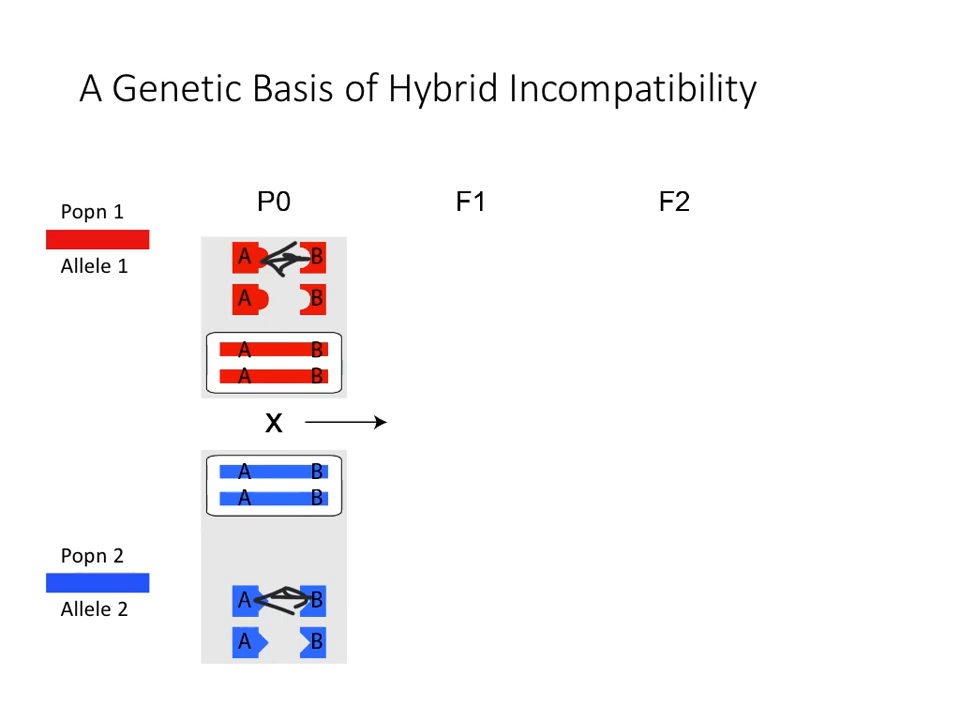 A Genetic Basis of Hybrid Incompatibility
P0 F1 F2
Popn 1
Allele 1
A B
A B
A B
A B
X
A B
A B
Popn 2
Allele 2
A B
A B